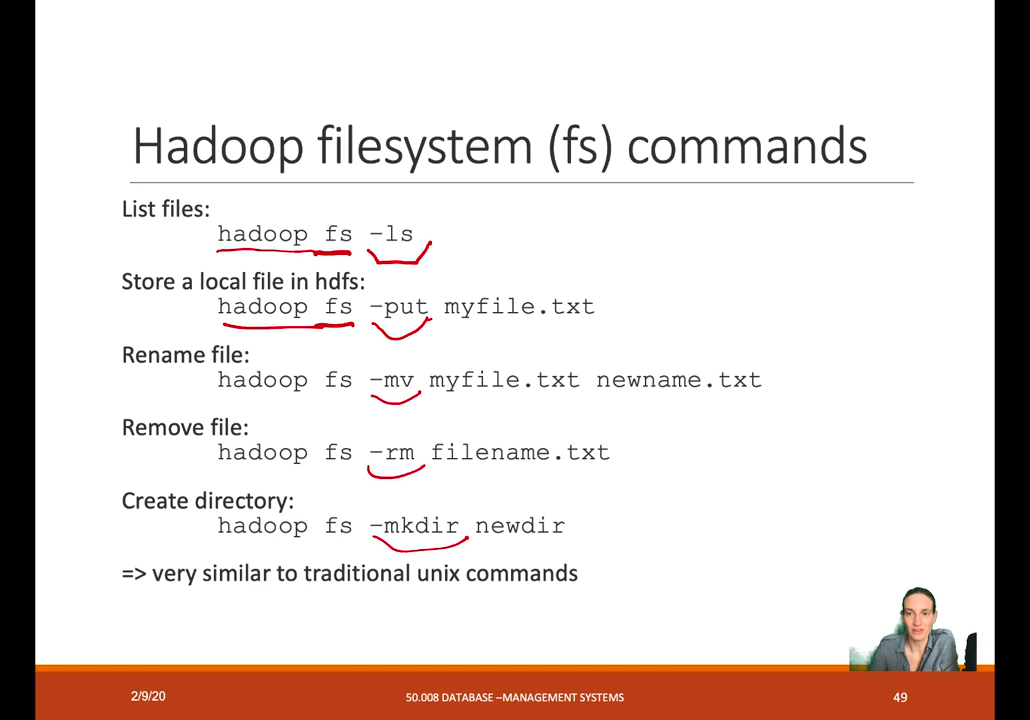 Hadoop filesystem (fs) commands
List files:
hadoop fs -ls
Store a local file in hdfs:
hadoop fs -put myfile.txt
Rename file:
hadoop fs -mv myfile.txt newname.txt
Remove file:
hadoop fs -rm filename.txt
Create directory:
hadoop fs -mkdir newdir
=> very similar to traditional unix commands
2/9/20
50.008 DATABASE –MANAGEMENT SYSTEMS
49